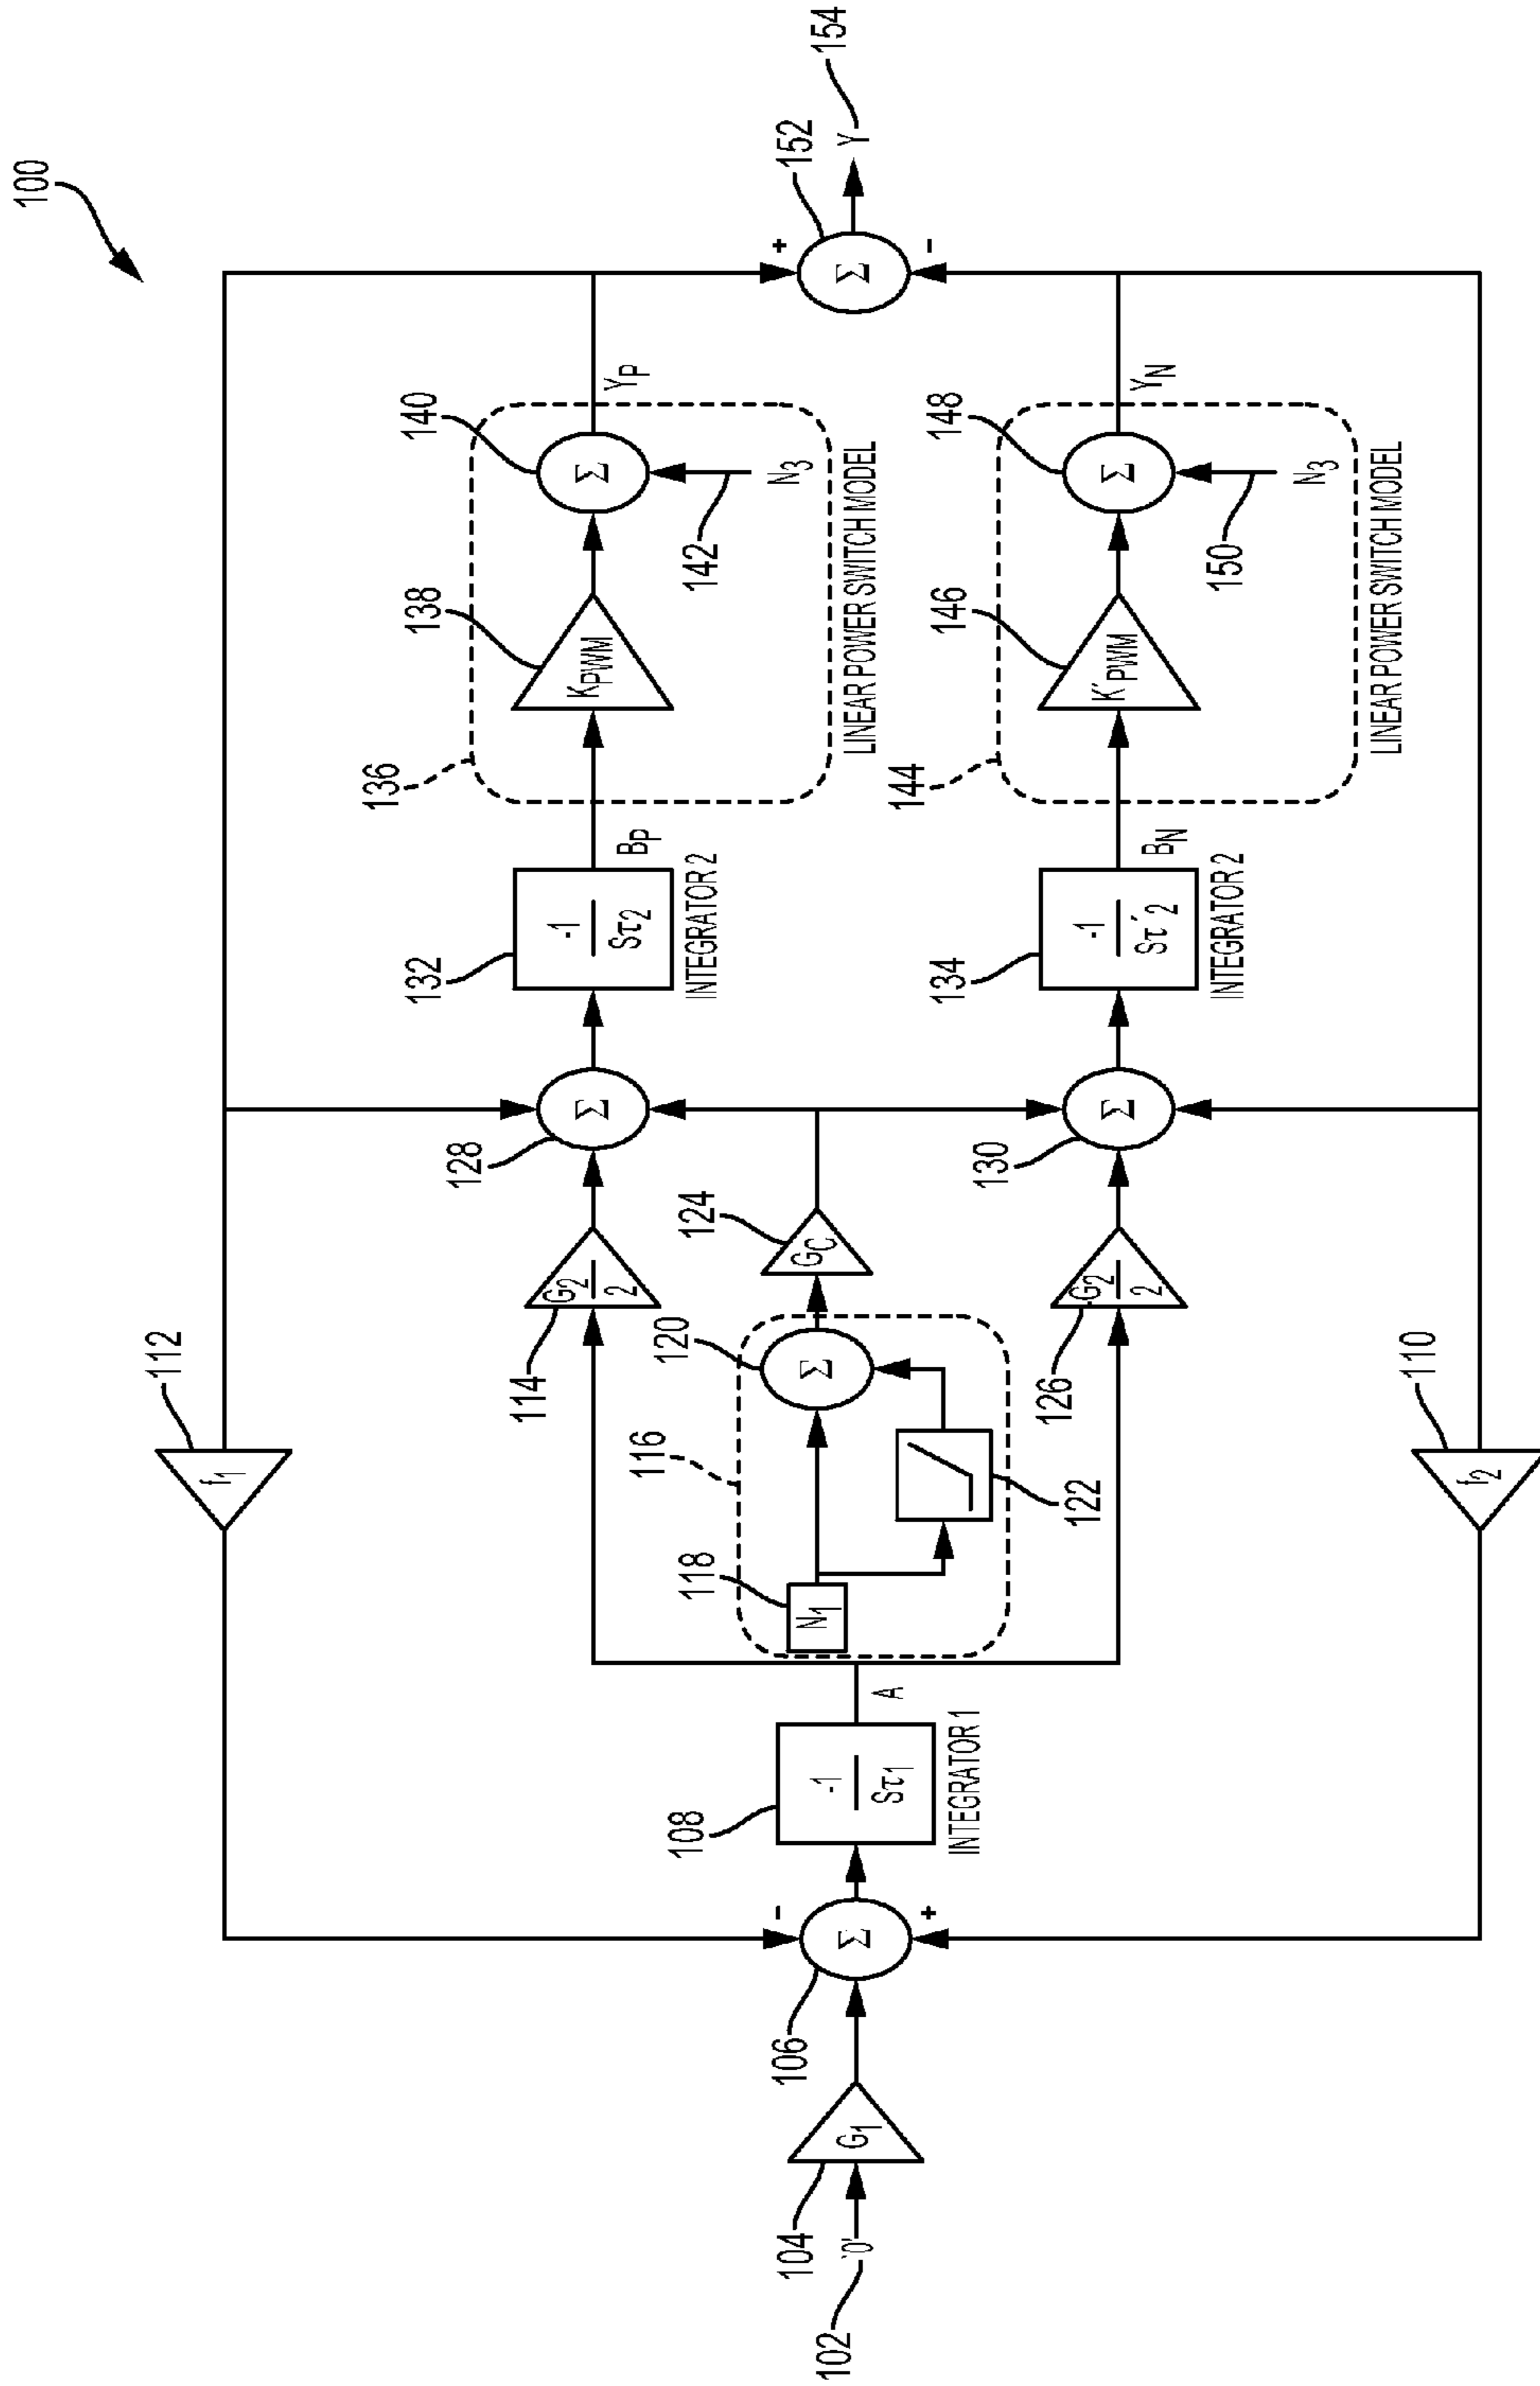 100
112
f1
114
G2
2
128
Σ
132
-1
Sτ2
INTEGRATOR 2
BP
136
138
KPWM
140
Σ
142
N3
LINEAR POWER SWITCH MODEL
YP
102
'0'
104
G1
106
Σ
-
+
108
-1
Sτ1
INTEGRATOR 1
A
116
118
N1
120
Σ
122
124
GC
+
-
Σ
152
Y
154
126
G2
2
130
Σ
134
-1
Sτ'2
INTEGRATOR 2
BN
144
146
K'PWM
148
Σ
150
N3
LINEAR POWER SWITCH MODEL
YN
110
f2